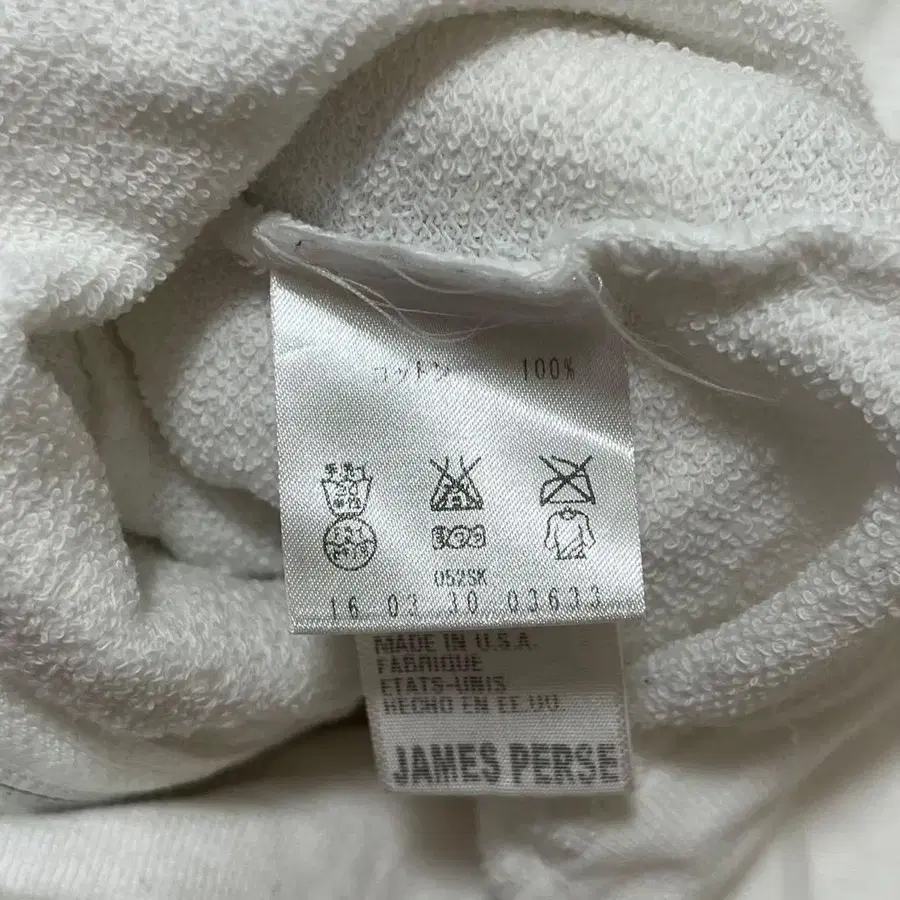 コットン 100%
052SK
16 03 30 03633
MADE IN U.S.A.
FABRIQUE
ETATS-UNIS
HECHO EN EE.UU.
JAMES PERSE